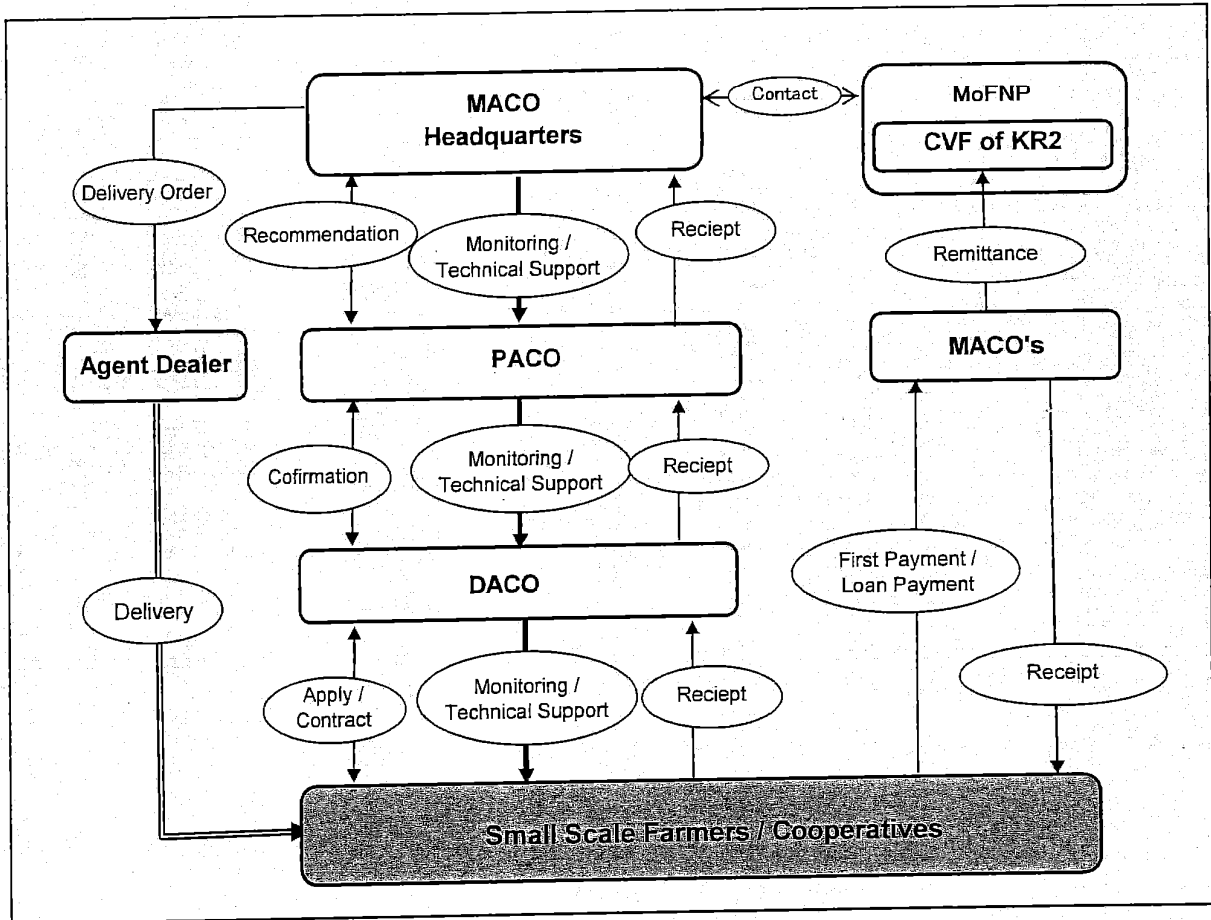 MACO
Headquarters
Contact
MoFNP
CVF of KR2
Delivery Order
Recommendation
Monitoring /
Technical Support
Reciept
Remittance
Agent Dealer
PACO
MACO's
Cofirmation
Monitoring /
Technical Support
Reciept
First Payment /
Loan Payment
DACO
Delivery
Apply /
Contract
Monitoring /
Technical Support
Reciept
Receipt
Small Scale Farmers / Cooperatives